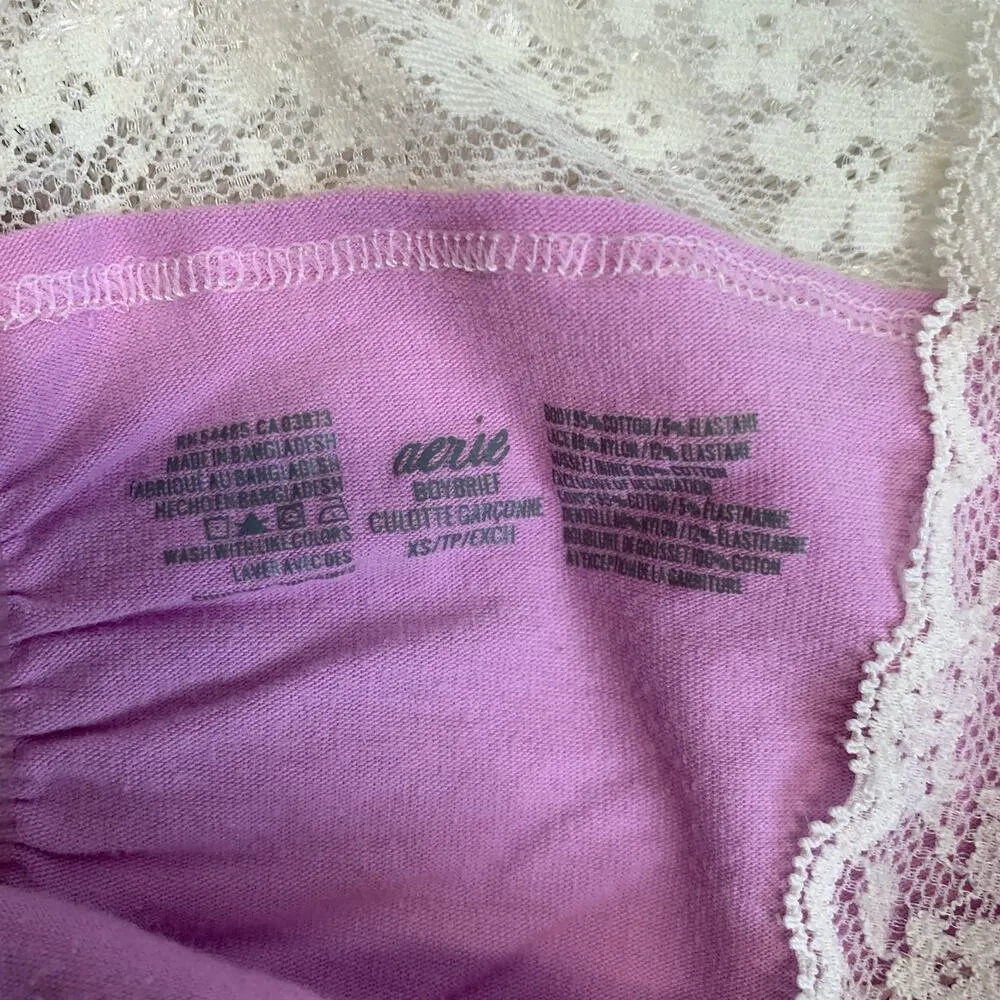 RN 54485 CA 03873
MADE IN BANGLADESH
FABRIQUE AU BANGLADESH
HECHO EN BANGLADESH
WASH WITH LIKE COLORS
LAVER AVEC DES
aerie
BOYBRIEF
CULOTTE GARÇONNE
XS/TP/EXCH
BODY 95% COTTON / 5% ELASTANE
LACE 88% NYLON / 12% ELASTANE
GUSSET LINING 100% COTTON
EXCLUSIVE OF DECORATION
CORPS 95% COTON / 5% ÉLASTHANNE
DENTELLE 88% NYLON / 12% ÉLASTHANNE
DOUBLURE DE GOUSSET 100% COTON
À L'EXCEPTION DE LA GARNITURE